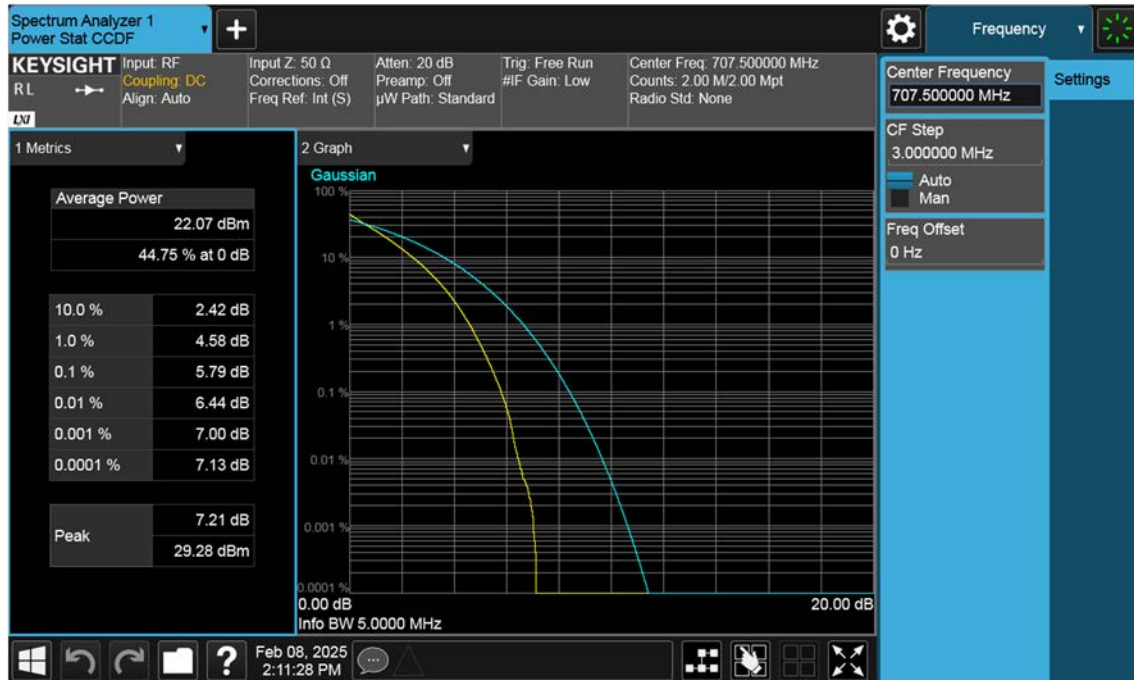 Spectrum Analyzer 1
Power Stat CCDF
Frequency
KEYSIGHT
RL
LXI
Input: RF
Coupling: DC
Align: Auto
Input Z: 50 Ω
Corrections: Off
Freq Ref: Int (S)
Atten: 20 dB
Preamp: Off
µW Path: Standard
Trig: Free Run
#IF Gain: Low
Center Freq: 707.500000 MHz
Counts: 2.00 M/2.00 Mpt
Radio Std: None
Center Frequency
707.500000 MHz
Settings
CF Step
3.000000 MHz
Auto
Man
Freq Offset
0 Hz
1 Metrics
Average Power
22.07 dBm
44.75 % at 0 dB
10.0 % 2.42 dB
1.0 % 4.58 dB
0.1 % 5.79 dB
0.01 % 6.44 dB
0.001 % 7.00 dB
0.0001 % 7.13 dB
Peak
7.21 dB
29.28 dBm
2 Graph
Gaussian
100 %
10 %
1 %
0.1 %
0.01 %
0.001 %
0.0001 %
0.00 dB 20.00 dB
Info BW 5.0000 MHz
?
Feb 08, 2025
2:11:28 PM